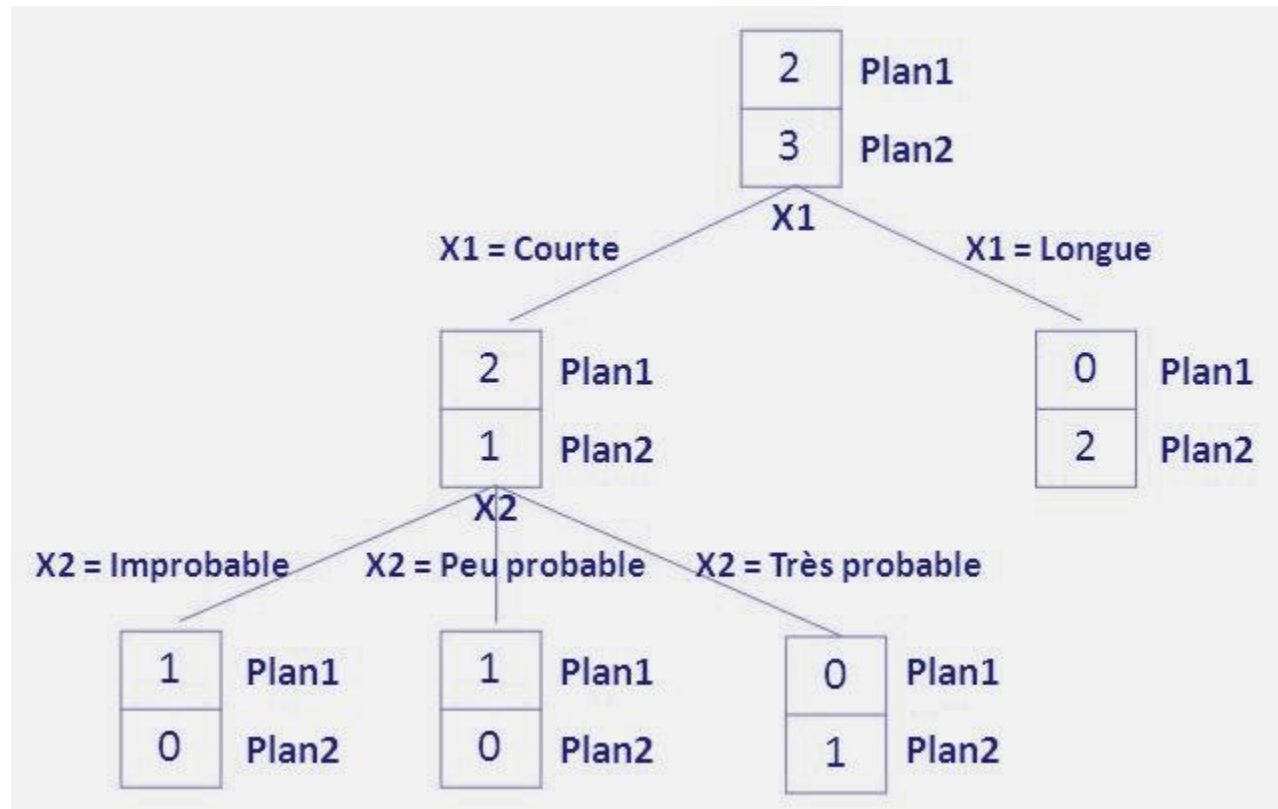 2 Plan1
3 Plan2
X1
X1 = Courte X1 = Longue
2 Plan1 0 Plan1
1 Plan2 2 Plan2
X2
X2 = Improbable X2 = Peu probable X2 = Très probable
1 Plan1 1 Plan1 0 Plan1
0 Plan2 0 Plan2 1 Plan2